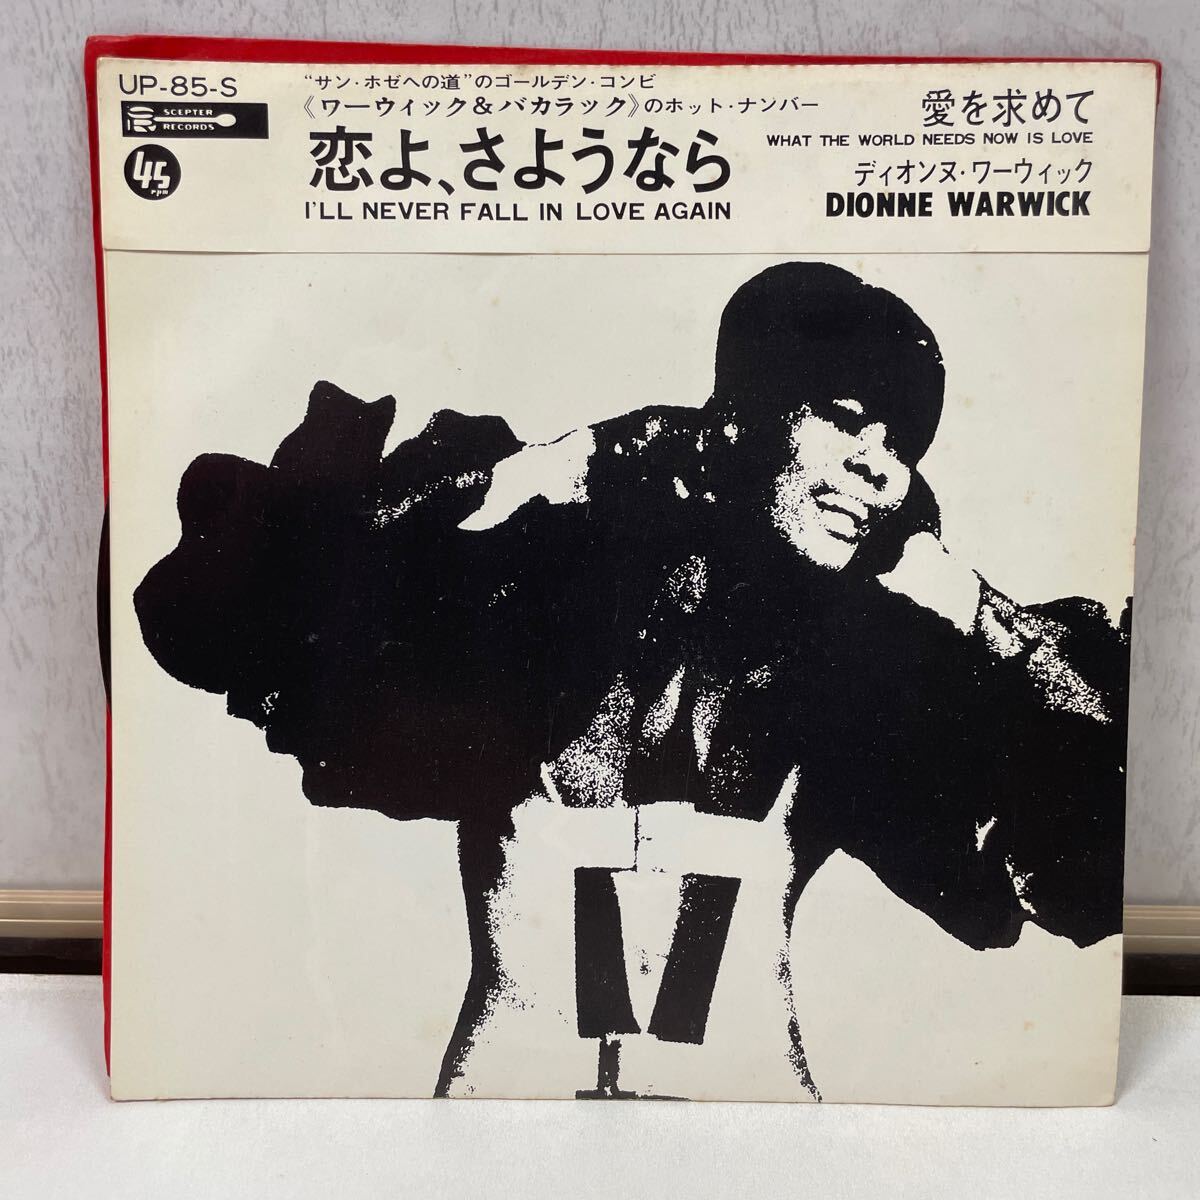 UP-85-S
SCEPTER
RECORDS
45
rpm
“サン・ホゼへの道”のゴールデン・コンビ
《ワーウィック&バカラック》のホット・ナンバー
恋よ、さようなら
I'LL NEVER FALL IN LOVE AGAIN
愛を求めて
WHAT THE WORLD NEEDS NOW IS LOVE
ディオンヌ・ワーウィック
DIONNE WARWICK